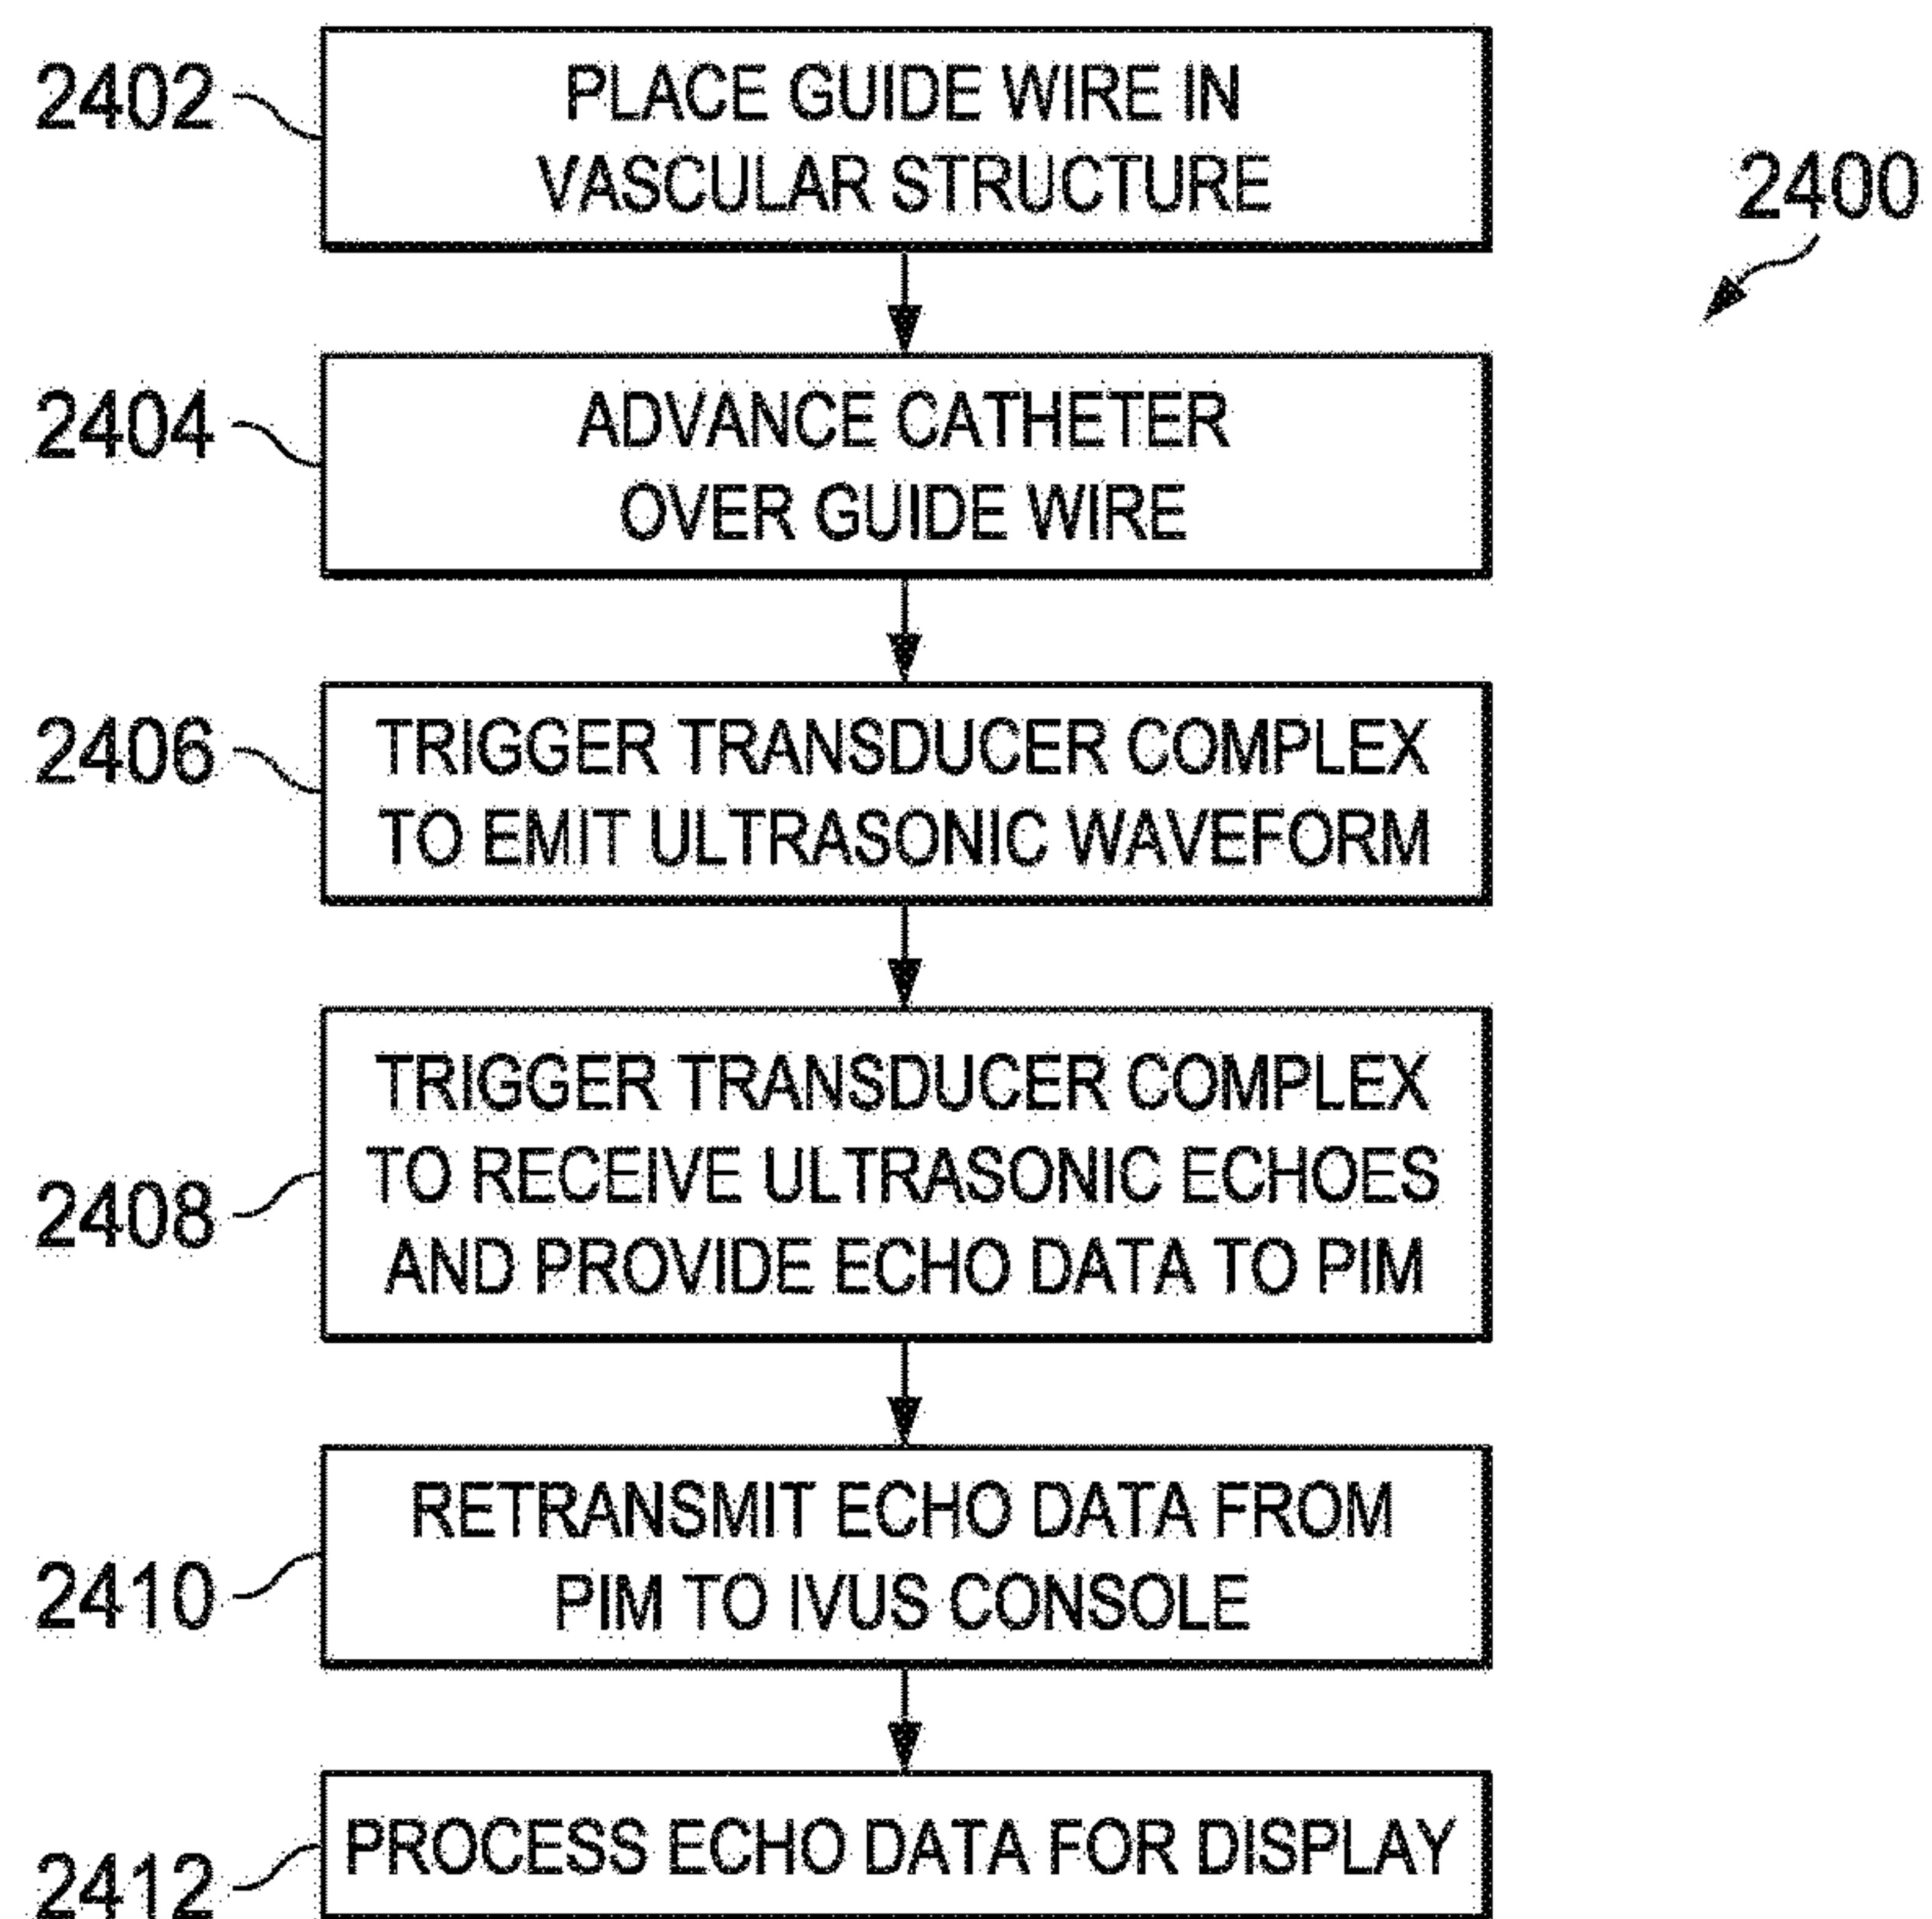 2402
PLACE GUIDE WIRE IN
VASCULAR STRUCTURE
2400
2404
ADVANCE CATHETER
OVER GUIDE WIRE
2406
TRIGGER TRANSDUCER COMPLEX
TO EMIT ULTRASONIC WAVEFORM
2408
TRIGGER TRANSDUCER COMPLEX
TO RECEIVE ULTRASONIC ECHOES
AND PROVIDE ECHO DATA TO PIM
2410
RETRANSMIT ECHO DATA FROM
PIM TO IVUS CONSOLE
2412
PROCESS ECHO DATA FOR DISPLAY